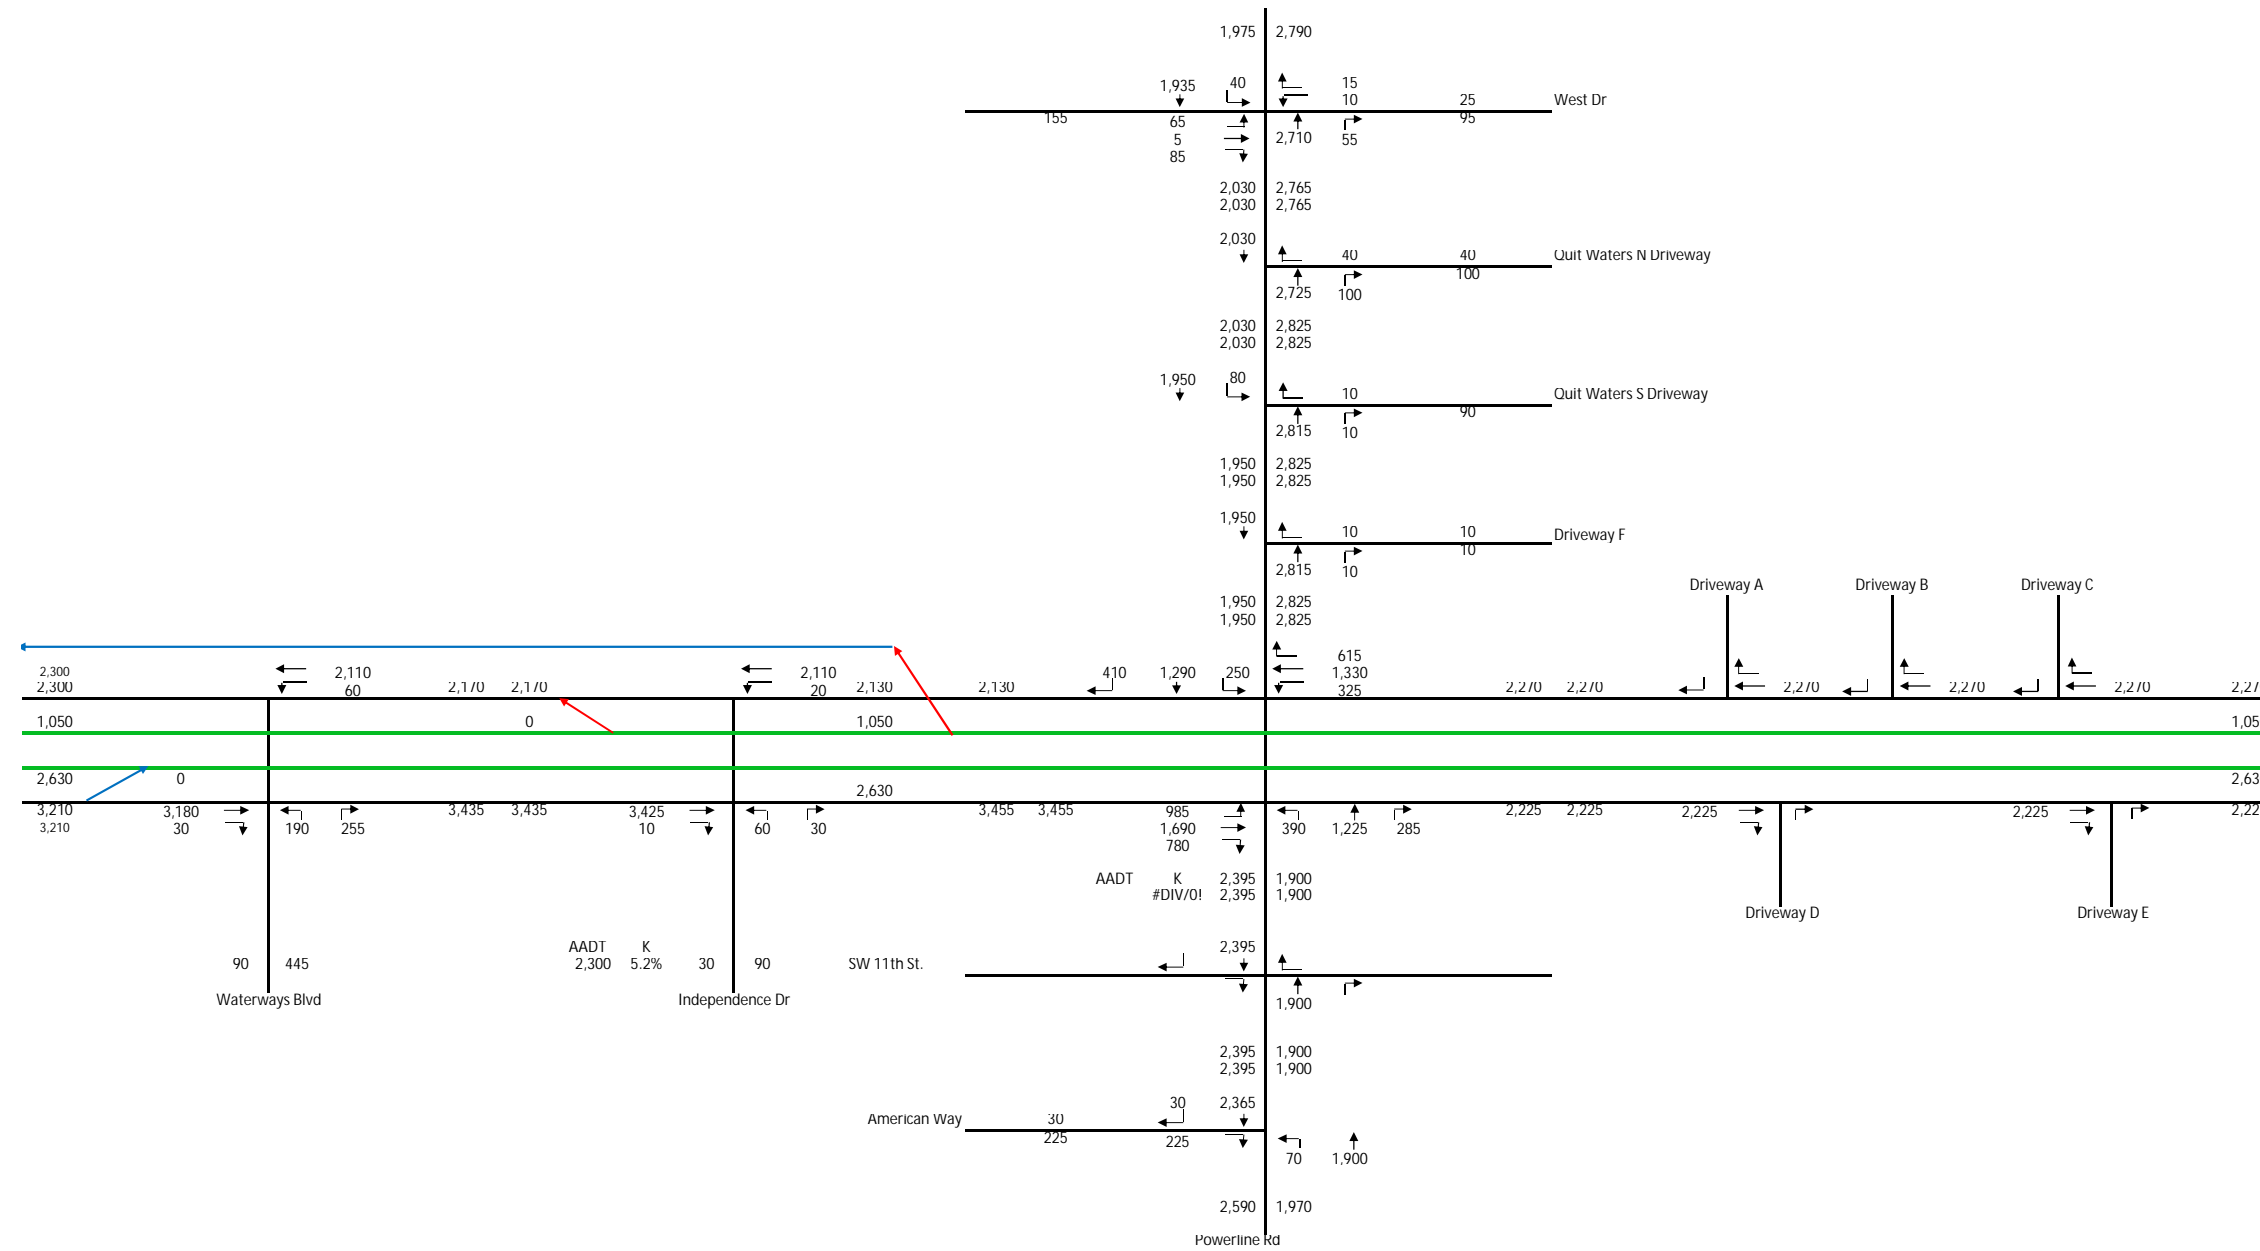 1,975 2,790
1,935 40 15
10 25 West Dr
155 65 95
5 2,710 55
85
2,030 2,765
2,030 2,765
2,030 40 40 Quit Waters N Driveway
100
2,725 100
2,030 2,825
2,030 2,825
1,950 80
10 Quit Waters S Driveway
90
2,815 10
1,950 2,825
1,950 2,825
1,950 10 10 Driveway F
10
2,815 10
Driveway A Driveway B Driveway C
1,950 2,825
1,950 2,825
615
2,300 2,110 2,110 410 1,290 250 1,330
2,300 60 2,170 2,170 20 2,130 2,130 325 2,270 2,270 2,270 2,270 2,270 2,27
1,050 0 1,050 1,05
2,630 0 2,63
2,630
3,210 3,180 3,435 3,435 3,425 3,455 3,455 985 2,225 2,225 2,225 2,225 2,22
3,210 30 190 255 10 60 30 1,690 390 1,225 285
780
AADT K 2,395 1,900
#DIV/0! 2,395 1,900
Driveway D Driveway E
AADT K 2,395
90 445 2,300 5.2% 30 90 SW 11th St.
Waterways Blvd Independence Dr 1,900
2,395 1,900
2,395 1,900
30 2,365
American Way 30
225 225
70 1,900
2,590 1,970
Powerline Rd